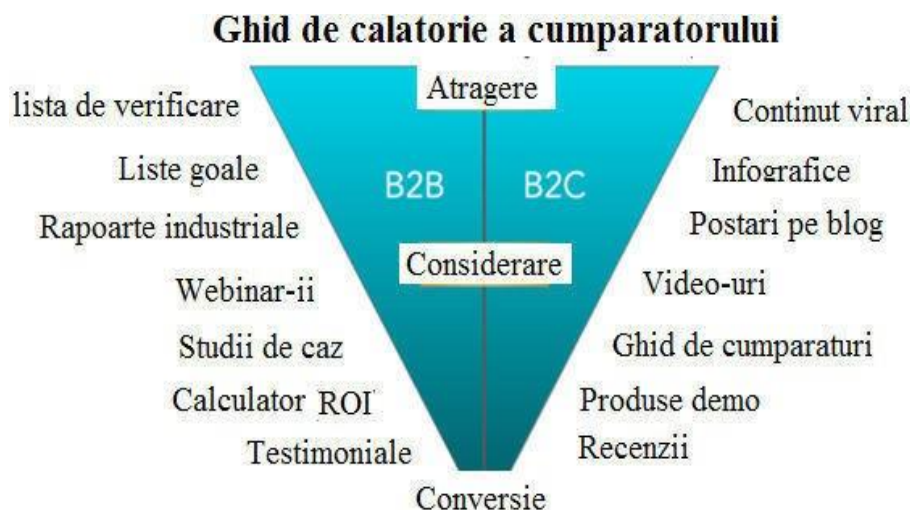 Ghid de calatorie a cumparatorului
Atragere
lista de verificare
Continut viral
Liste goale
B2B
B2C
Infografice
Rapoarte industriale
Postari pe blog
Considerare
Webinar-ii
Video-uri
Studii de caz
Ghid de cumparaturi
Calculator ROI
Produse demo
Testimoniale
Recenzii
Conversie